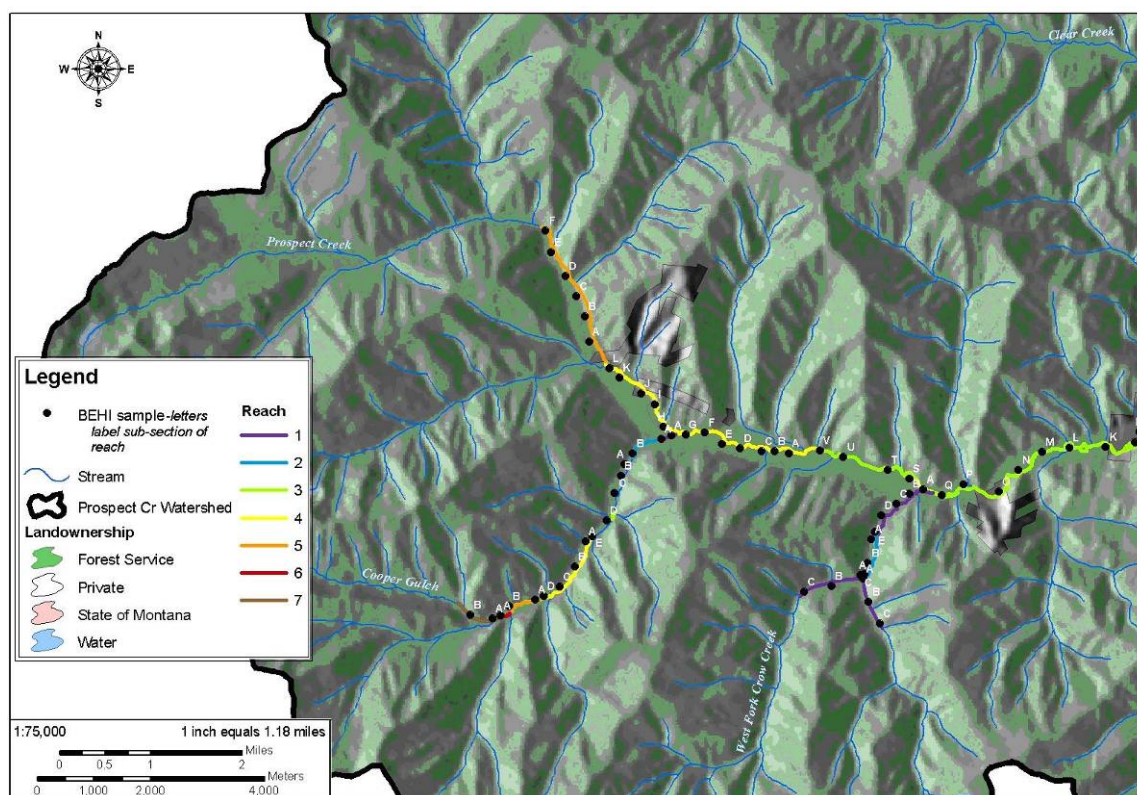 N
W E
S
Clear Creek
Prospect Creek
F
E
D
C
B
A
L
K
J
I
A
G
F
E
D
C
B
A
V
U
T
S
A
Q
P
N
M
L
K
B
A
B
D
A
E
B
C
D
A
B
A
A
B
Cooper Gulch
C
D
A
E
B
A
A
C
B
C
B
C
West Fork Crow Creek
Legend
BEHI sample-letters
label sub-section of
reach
Stream
Prospect Cr Watershed
Landownership
Forest Service
Private
State of Montana
Water
Reach
1
2
3
4
5
6
7
1:75,000 1 inch equals 1.18 miles
Miles
0 0.5 1 2
Meters
0 1,000 2,000 4,000